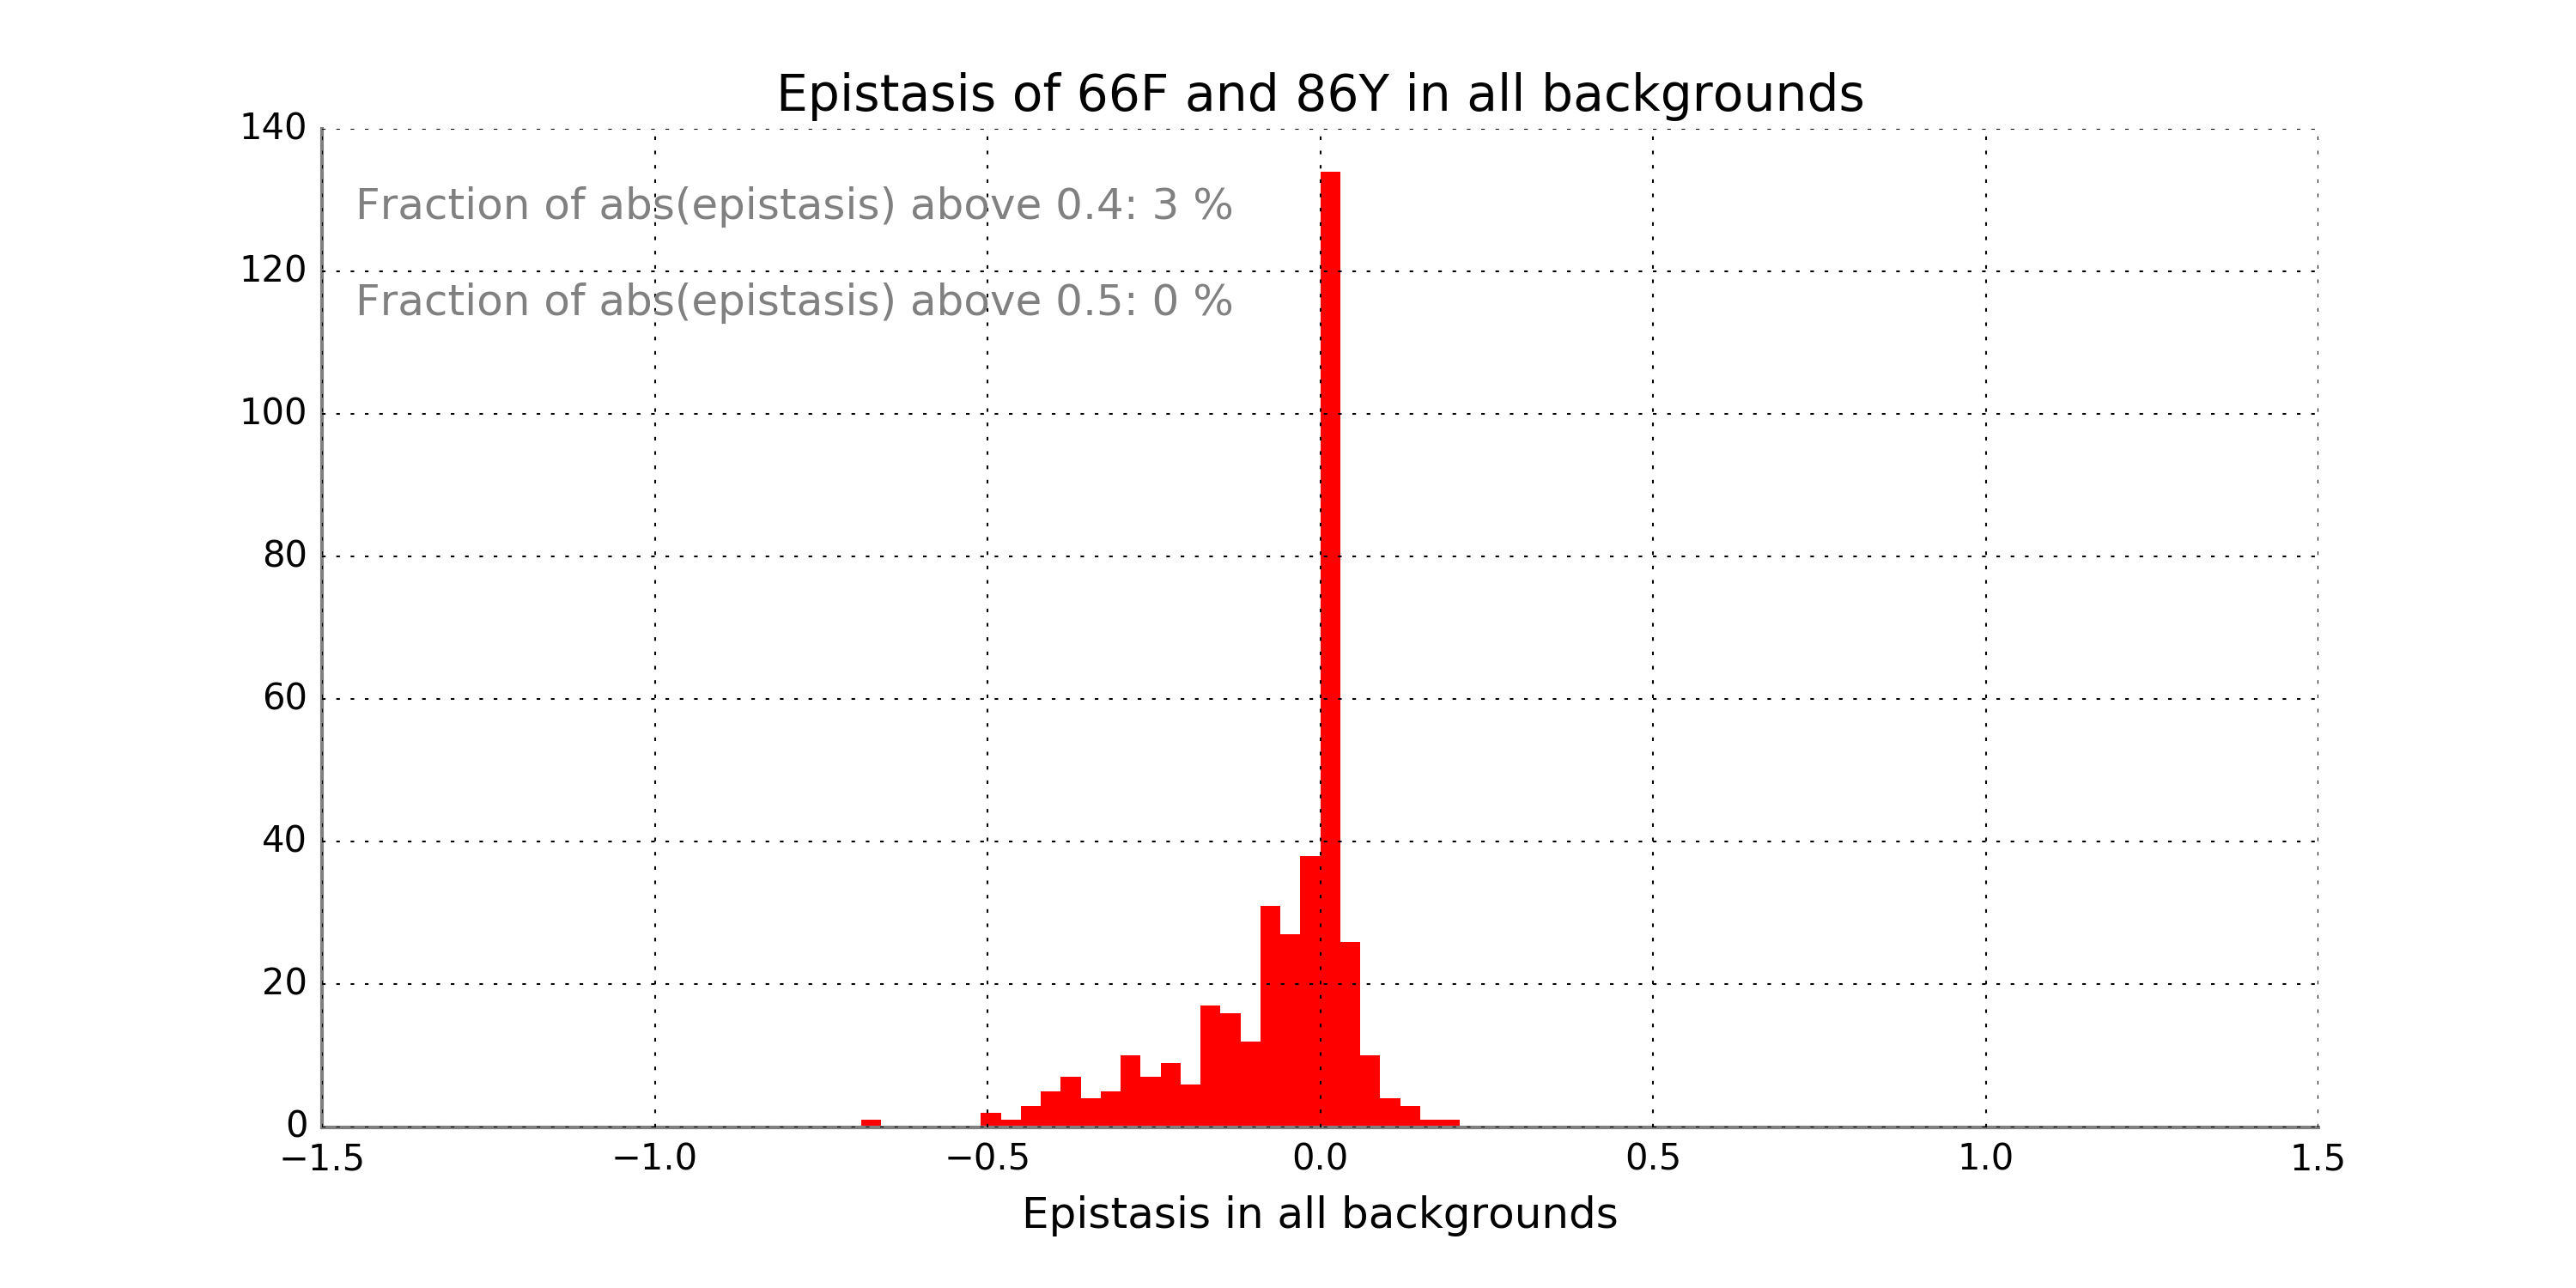 Epistasis of 66F and 86Y in all backgrounds
140
120
100
80
60
40
20
0
Fraction of abs(epistasis) above 0.4: 3 %
Fraction of abs(epistasis) above 0.5: 0 %
−1.5 −1.0 −0.5 0.0 0.5 1.0 1.5
Epistasis in all backgrounds